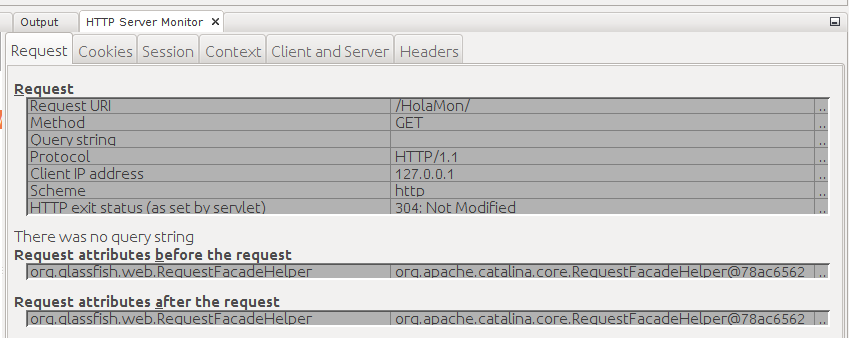 Output HTTP Server Monitor
Request Cookies Session Context Client and Server Headers
Request
Request URI /HolaMon/ ..
Method GET ..
Query string ..
Protocol HTTP/1.1 ..
Client IP address 127.0.0.1 ..
Scheme http ..
HTTP exit status (as set by servlet) 304: Not Modified ..
There was no query string
Request attributes before the request
org.glassfish.web.RequestFacadeHelper org.apache.catalina.core.RequestFacadeHelper@78ac6562 ..
Request attributes after the request
org.glassfish.web.RequestFacadeHelper org.apache.catalina.core.RequestFacadeHelper@78ac6562 ..